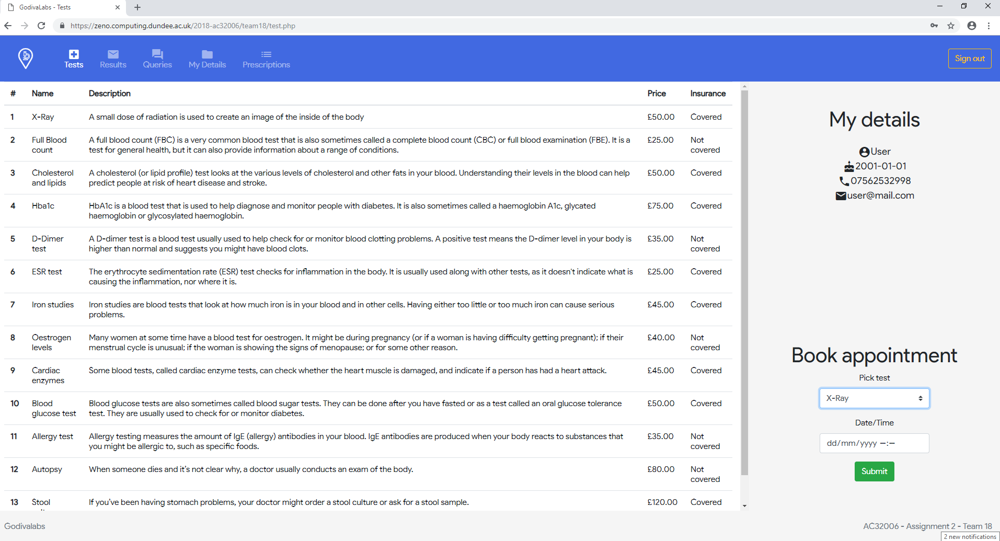 GodivaLabs - Tests
https://zeno.computing.dundee.ac.uk/2018-ac32006/team18/test.php
Tests
Results
Queries
My Details
Prescriptions
Sign out
# Name Description Price Insurance
1 X-Ray A small dose of radiation is used to create an image of the inside of the body £50.00 Covered
2 Full Blood A full blood count (FBC) is a very common blood test that is also sometimes called a complete blood count (CBC) or full blood examination (FBE). It is a £25.00 Not
count test for general health, but it can also provide information about a range of conditions. covered
3 Cholesterol A cholesterol (or lipid profile) test looks at the various levels of cholesterol and other fats in your blood. Understanding their levels in the blood can help £50.00 Covered
and lipids predict people at risk of heart disease and stroke.
4 Hba1c HbA1c is a blood test that is used to help diagnose and monitor people with diabetes. It is also sometimes called a haemoglobin A1c, glycated £75.00 Covered
haemoglobin or glycosylated haemoglobin.
5 D-Dimer A D-dimer test is a blood test usually used to help check for or monitor blood clotting problems. A positive test means the D-dimer level in your body is £35.00 Not
test higher than normal and suggests you might have blood clots. covered
6 ESR test The erythrocyte sedimentation rate (ESR) test checks for inflammation in the body. It is usually used along with other tests, as it doesn't indicate what is £25.00 Covered
causing the inflammation, nor where it is.
7 Iron studies Iron studies are blood tests that look at how much iron is in your blood and in other cells. Having either too little or too much iron can cause serious £45.00 Covered
problems.
8 Oestrogen Many women at some time have a blood test for oestrogen. It might be during pregnancy (or if a woman is having difficulty getting pregnant); if their £40.00 Not
levels menstrual cycle is unusual; if the woman is showing the signs of menopause; or for some other reason. covered
9 Cardiac Some blood tests, called cardiac enzyme tests, can check whether the heart muscle is damaged, and indicate if a person has had a heart attack. £45.00 Covered
enzymes
10 Blood Blood glucose tests are also sometimes called blood sugar tests. They can be done after you have fasted or as a test called an oral glucose tolerance £50.00 Covered
glucose test test. They are usually used to check for or monitor diabetes.
11 Allergy test Allergy testing measures the amount of IgE (allergy) antibodies in your blood. IgE antibodies are produced when your body reacts to substances that £35.00 Not
you might be allergic to, such as specific foods. covered
12 Autopsy When someone dies and it’s not clear why, a doctor usually conducts an exam of the body. £80.00 Not
covered
13 Stool If you’ve been having stomach problems, your doctor might order a stool culture or ask for a stool sample. £120.00 Covered
My details
User
2001-01-01
07562532998
user@mail.com
Book appointment
Pick test
X-Ray
Date/Time
dd/mm/yyyy --:--
Submit
Godivalabs
AC32006 - Assignment 2 - Team 18
2 new notifications